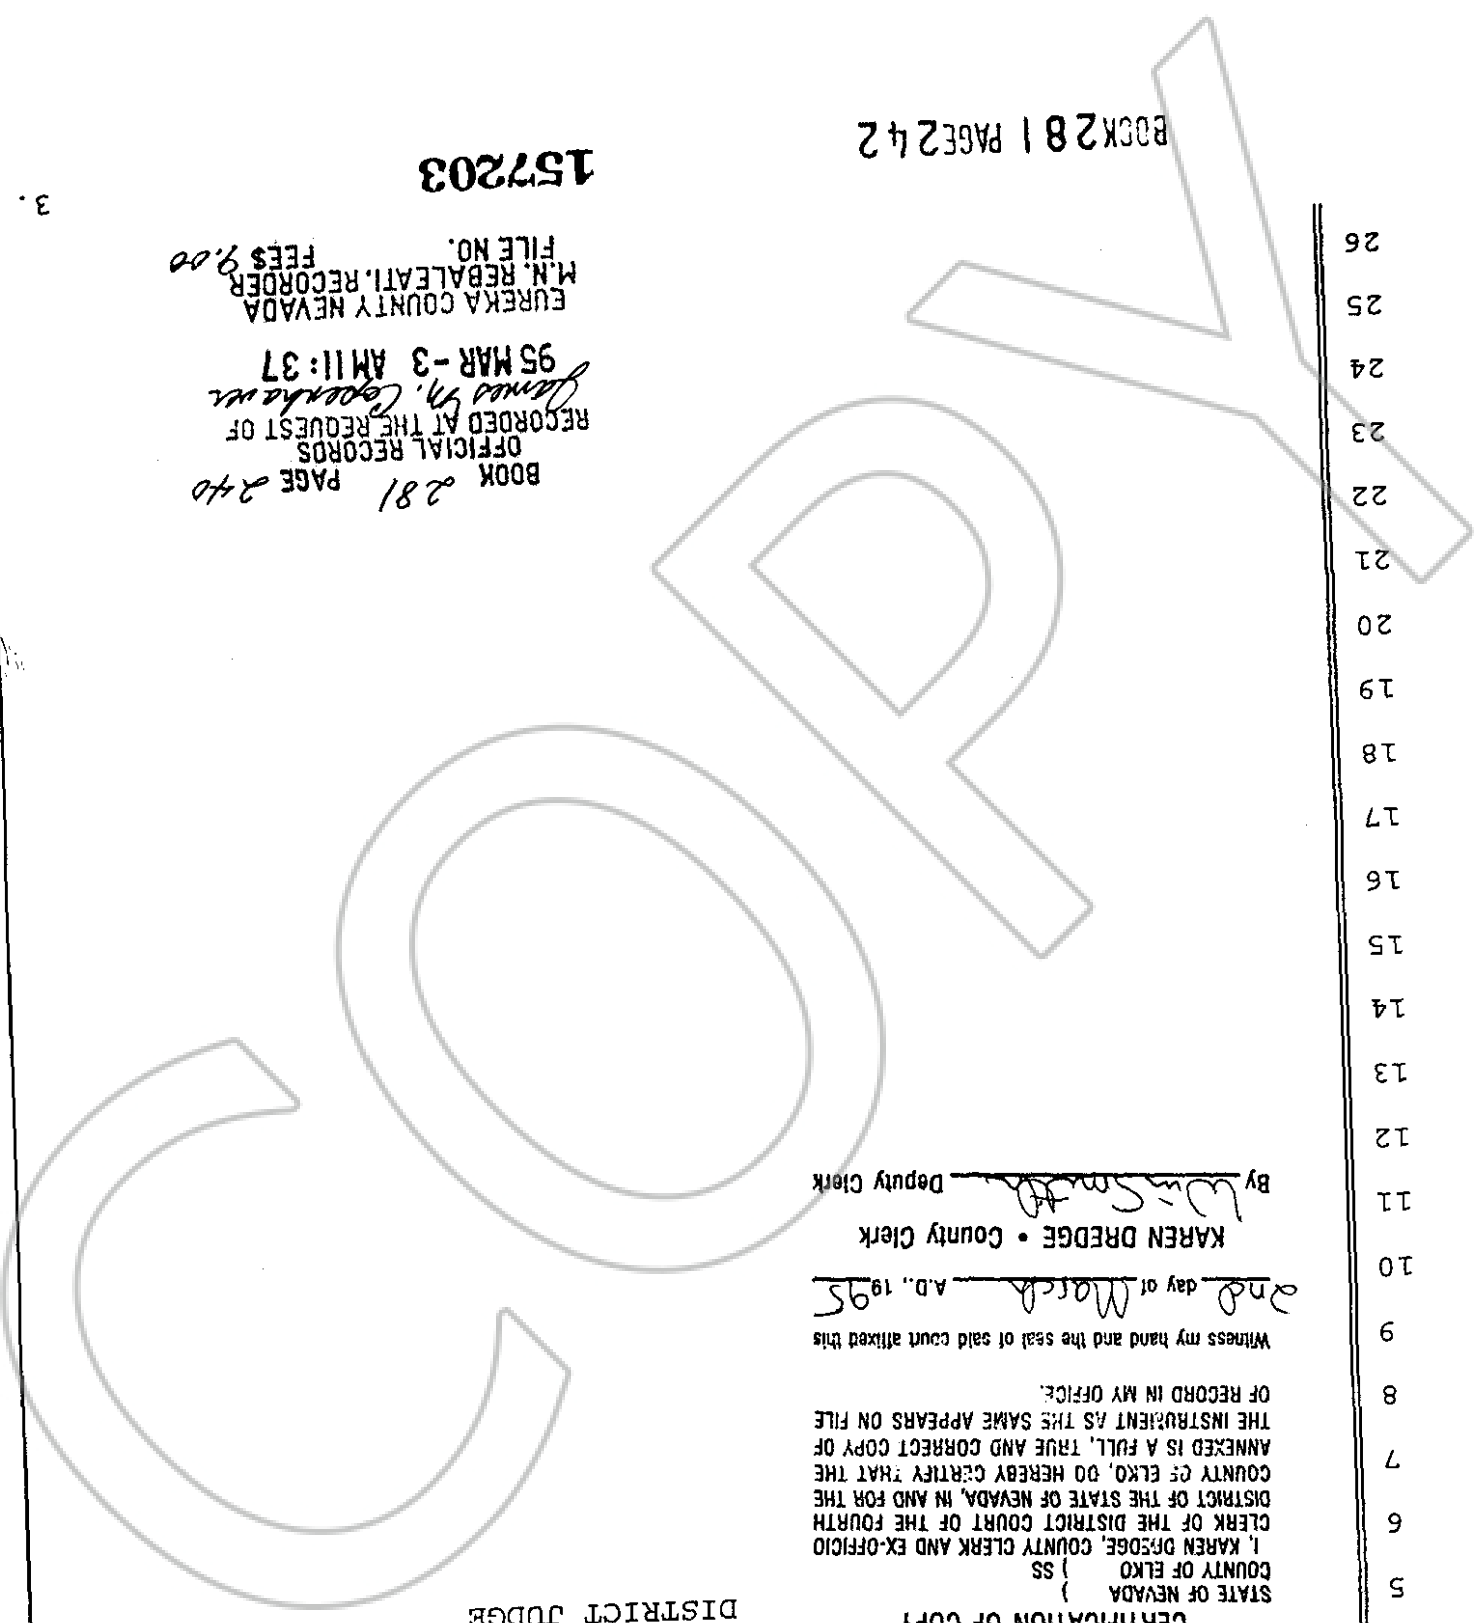 DISTRICT JUDGE
CERTIFICATION OF COPY
STATE OF NEVADA )
COUNTY OF ELKO ) SS
I, KAREN DREDGE, COUNTY CLERK AND EX-OFFICIO
CLERK OF THE DISTRICT COURT OF THE FOURTH
DISTRICT OF THE STATE OF NEVADA, IN AND FOR THE
COUNTY OF ELKO, DO HEREBY CERTIFY THAT THE
ANNEXED IS A FULL, TRUE AND CORRECT COPY OF
THE INSTRUMENT AS THE SAME APPEARS ON FILE
OF RECORD IN MY OFFICE.
Witness my hand and the seal of said court affixed this
2nd day of March A.D., 1995
KAREN DREDGE • County Clerk
By Win Smith Deputy Clerk
5
6
7
8
9
10
11
12
13
14
15
16
17
18
19
20
21
22
23
24
25
26
BOOK 281 PAGE 240
OFFICIAL RECORDS
RECORDED AT THE REQUEST OF
James M. Copenhaver
95 MAR -3 AM 11:37
EUREKA COUNTY NEVADA
M.N. REBALEATI, RECORDER
FILE NO. FEE$ 9.00
157203
3.
BOOK 281 PAGE 242
COPY